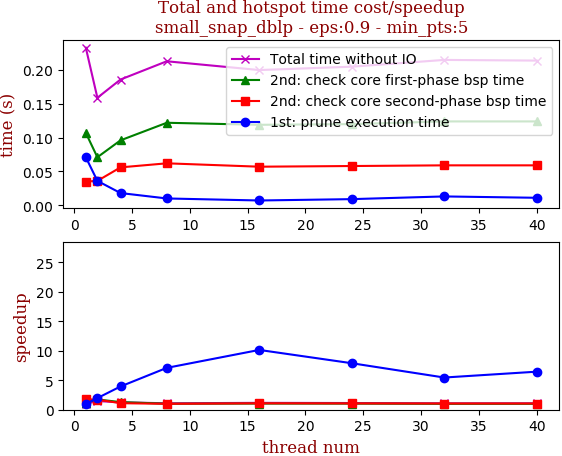 Total and hotspot time cost/speedup
small_snap_dblp - eps:0.9 - min_pts:5
time (s)
0.20
0.15
0.10
0.05
0.00
Total time without IO
2nd: check core first-phase bsp time
2nd: check core second-phase bsp time
1st: prune execution time
0 5 10 15 20 25 30 35 40
speedup
25
20
15
10
5
0
0 5 10 15 20 25 30 35 40
thread num